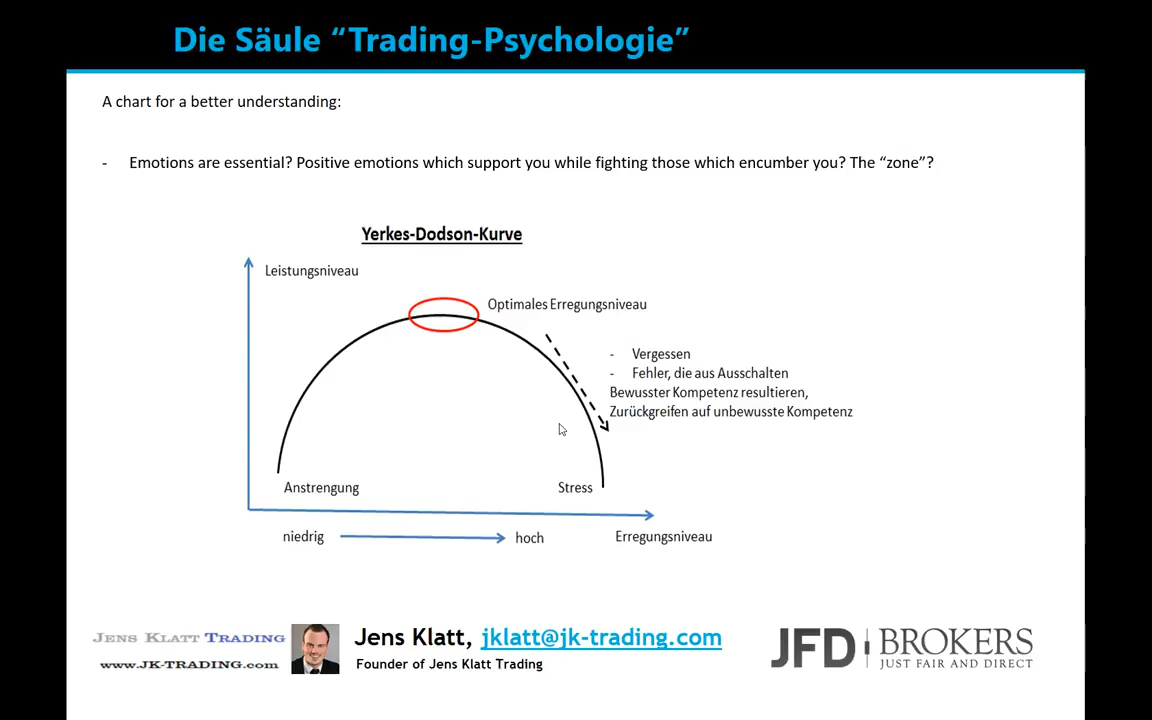 Die Säule “Trading-Psychologie”
A chart for a better understanding:
- Emotions are essential? Positive emotions which support you while fighting those which encumber you? The “zone”?
Yerkes-Dodson-Kurve
Leistungsniveau
Optimales Erregungsniveau
- Vergessen
- Fehler, die aus Ausschalten
Bewusster Kompetenz resultieren,
Zurückgreifen auf unbewusste Kompetenz
Anstrengung
Stress
niedrig
hoch
Erregungsniveau
JENS KLATT TRADING
www.JK-TRADING.com
Jens Klatt, jklatt@jk-trading.com
Founder of Jens Klatt Trading
JFD BROKERS
JUST FAIR AND DIRECT